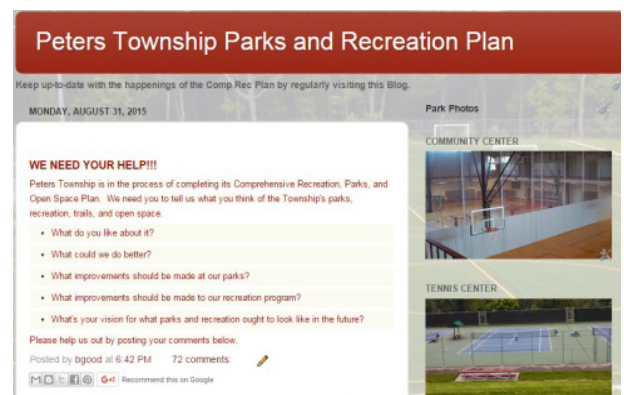 Peters Township Parks and Recreation Plan
Keep up-to-date with the happenings of the Comp Rec Plan by regularly visiting this Blog.
MONDAY, AUGUST 31, 2015
WE NEED YOUR HELP!!!
Peters Township is in the process of completing its Comprehensive Recreation, Parks, and
Open Space Plan. We need you to tell us what you think of the Township's parks,
recreation, trails, and open space.
• What do you like about it?
• What could we do better?
• What improvements should be made at our parks?
• What improvements should be made to our recreation program?
• What's your vision for what parks and recreation ought to look like in the future?
Please help us out by posting your comments below.
Posted by bgood at 6:42 PM 72 comments:
G+1 Recommend this on Google
Park Photos
COMMUNITY CENTER
TENNIS CENTER